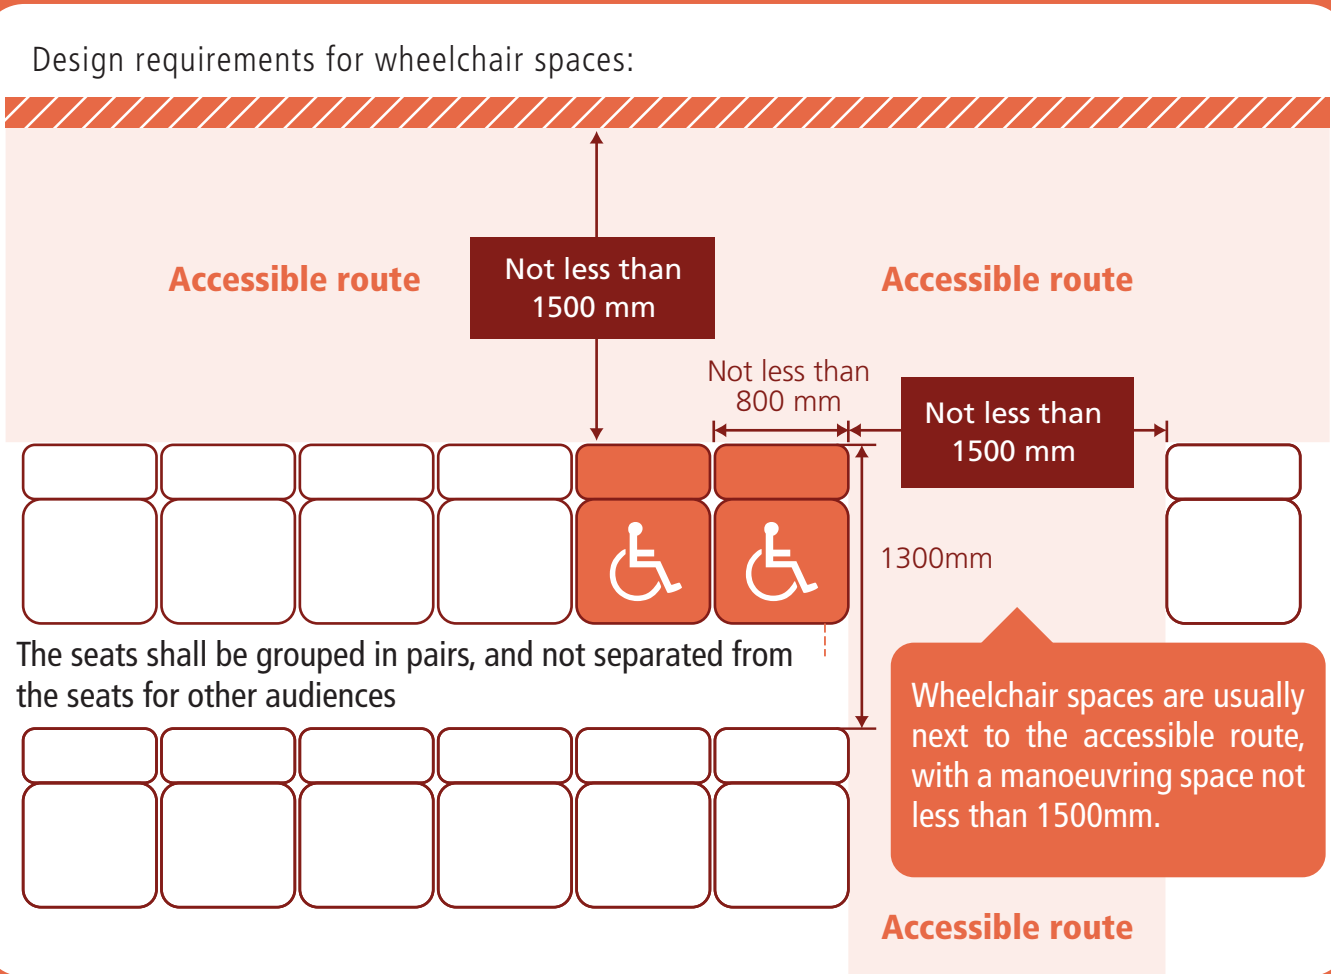 Design requirements for wheelchair spaces:
Accessible route
Not less than
1500 mm
Accessible route
Not less than
800 mm
Not less than
1500 mm
1300mm
The seats shall be grouped in pairs, and not separated from
the seats for other audiences
Wheelchair spaces are usually
next to the accessible route,
with a manoeuvring space not
less than 1500mm.
Accessible route